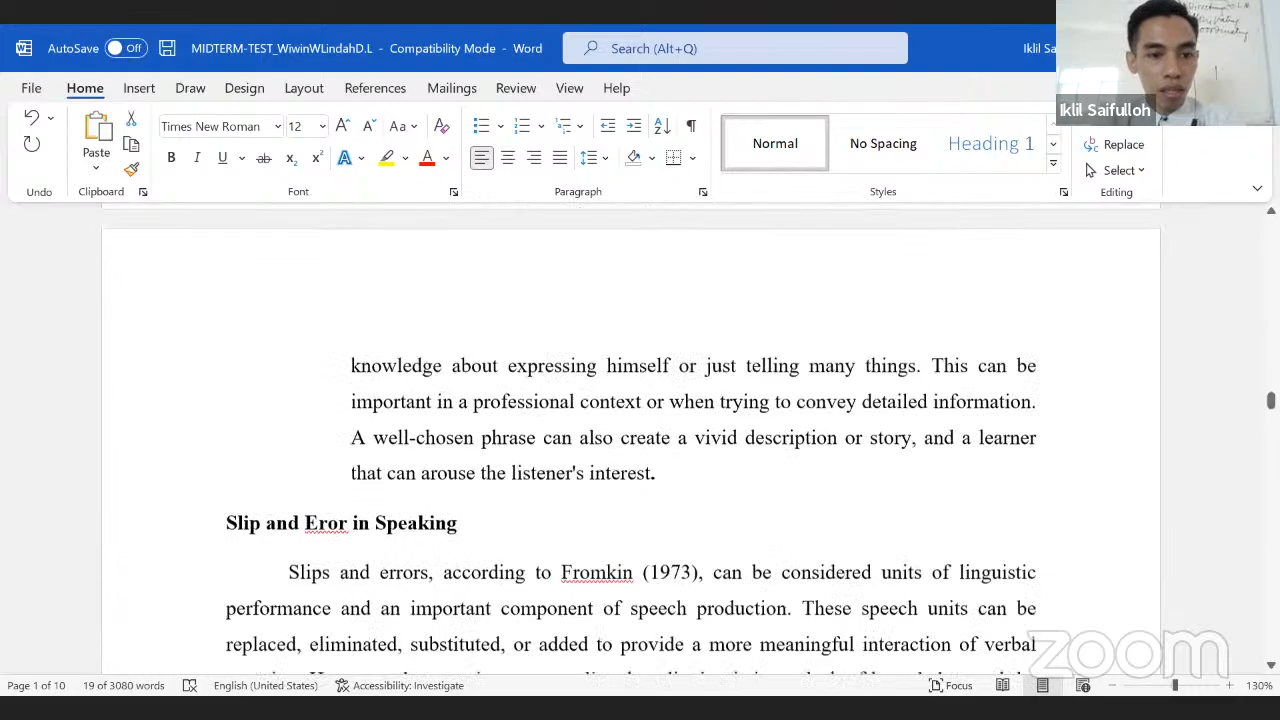 AutoSave Off MIDTERM-TEST_WiwinWLindahD.L - Compatibility Mode - Word Search (Alt+Q) Iklil Sa
File Home Insert Draw Design Layout References Mailings Review View Help
Iklil Saifulloh
Times New Roman 12 Aa
Paste
Normal No Spacing Heading 1
Replace
Select
Undo Clipboard Font Paragraph Styles Editing
knowledge about expressing himself or just telling many things. This can be
important in a professional context or when trying to convey detailed information.
A well-chosen phrase can also create a vivid description or story, and a learner
that can arouse the listener's interest.
Slip and Eror in Speaking
Slips and errors, according to Fromkin (1973), can be considered units of linguistic
performance and an important component of speech production. These speech units can be
replaced, eliminated, substituted, or added to provide a more meaningful interaction of verbal
zoom
Page 1 of 10 19 of 3080 words English (United States) Accessibility: Investigate Focus 130%